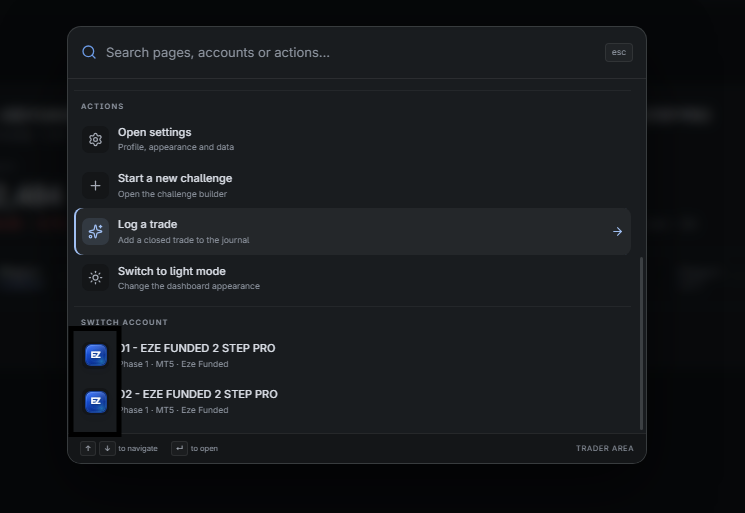 Search pages, accounts or actions...
esc
ACTIONS
Open settings
Profile, appearance and data
Start a new challenge
Open the challenge builder
Log a trade
Add a closed trade to the journal
Switch to light mode
Change the dashboard appearance
SWITCH ACCOUNT
EZ
01 - EZE FUNDED 2 STEP PRO
Phase 1 · MT5 · Eze Funded
EZ
02 - EZE FUNDED 2 STEP PRO
Phase 1 · MT5 · Eze Funded
↑ ↓ to navigate ↵ to open
TRADER AREA